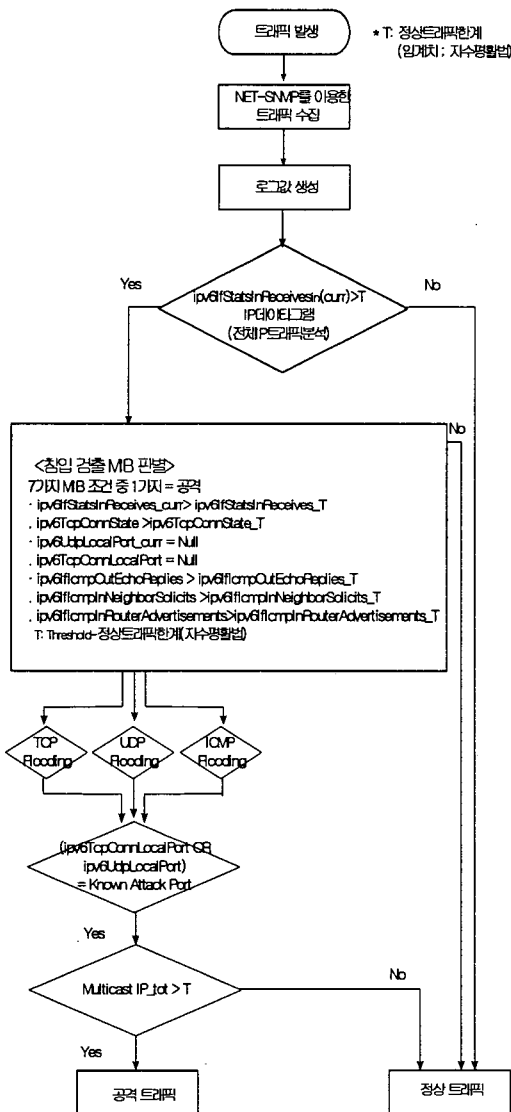 트래픽 발생
* T: 정상트래픽한계
(임계치 : 지수평활법)
NET-SNMP를 이용한
트래픽 수집
로그값 생성
Yes
No
ipv6IfStatsInReceivesin(curr)>T
IP데이터그램
(전체IP트래픽분석)
No
<침입 검출 MIB 판별>
7가지 MIB 조건 중 1가지 = 공격
· ipv6IfStatsInReceives_curr> ipv6IfStatsInReceives_T
. ipv6TcpConnState >ipv6TcpConnState_T
. ipv6UdpLocalPort_curr = Null
. ipv6TcpConnLocalPort = Null
· ipv6IfIcmpOutEchoReplies > ipv6IfIcmpOutEchoReplies_T
. ipv6IfIcmpInNeighborSolicits >ipv6IfIcmpInNeighborSolicits_T
. ipv6IfIcmpInRouterAdvertisements>ipv6IfIcmpInRouterAdvertisements_T
T: Threshold-정상트래픽한계(지수평활법)
TCP
Flooding
UDP
Flooding
ICMP
Flooding
(ipv6TcpConnLocalPort OR
ipv6UdpLocalPort)
= Known Attack Port
Yes
Multicast IP_tot > T
No
Yes
공격 트래픽
정상 트래픽